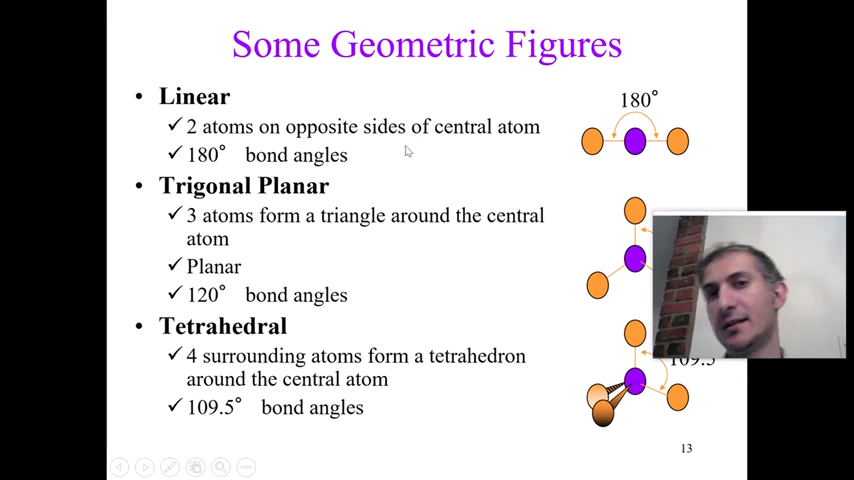 Some Geometric Figures
• Linear
✓ 2 atoms on opposite sides of central atom
✓ 180° bond angles
180°
• Trigonal Planar
✓ 3 atoms form a triangle around the central
atom
✓ Planar
✓ 120° bond angles
• Tetrahedral
✓ 4 surrounding atoms form a tetrahedron
around the central atom
✓ 109.5° bond angles
109.5
13